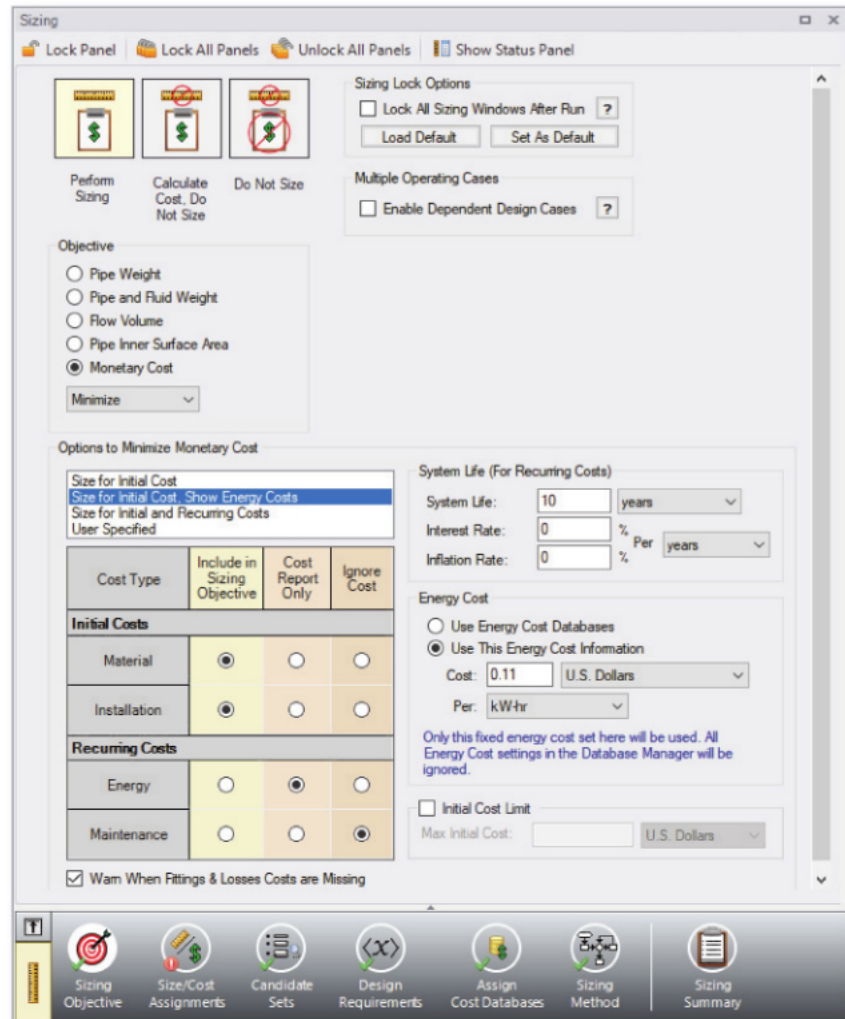 Sizing
Lock Panel
Lock All Panels
Unlock All Panels
Show Status Panel
Perform
Sizing
Calculate
Cost, Do
Not Size
Do Not Size
Sizing Lock Options
Lock All Sizing Windows After Run ?
Load Default
Set As Default
Multiple Operating Cases
Enable Dependent Design Cases ?
Objective
Pipe Weight
Pipe and Fluid Weight
Flow Volume
Pipe Inner Surface Area
Monetary Cost
Minimize
Options to Minimize Monetary Cost
Size for Initial Cost
Size for Initial Cost, Show Energy Costs
Size for Initial and Recurring Costs
User Specified
Cost Type
Include in
Sizing
Objective
Cost
Report
Only
Ignore
Cost
Initial Costs
Material
Installation
Recurring Costs
Energy
Maintenance
Warn When Fittings & Losses Costs are Missing
System Life (For Recurring Costs)
System Life: 10 years
Interest Rate: 0 %
Per years
Inflation Rate: 0 %
Energy Cost
Use Energy Cost Databases
Use This Energy Cost Information
Cost: 0.11 U.S. Dollars
Per: kW-hr
Only this fixed energy cost set here will be used. All
Energy Cost settings in the Database Manager will be
ignored.
Initial Cost Limit
Max Initial Cost: U.S. Dollars
Sizing
Objective
Size/Cost
Assignments
Candidate
Sets
Design
Requirements
Assign
Cost Databases
Sizing
Method
Sizing
Summary